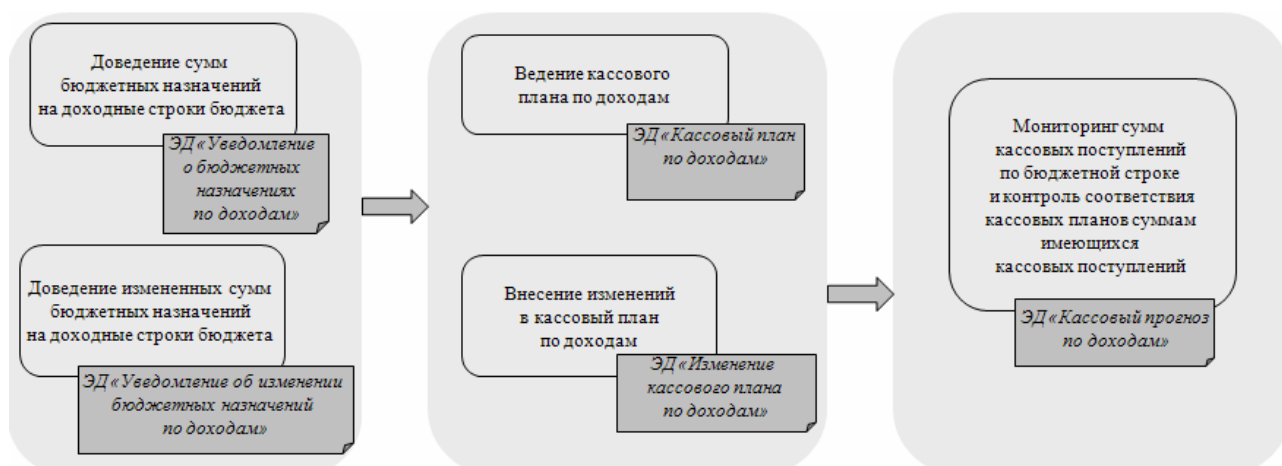 Доведение сумм
бюджетных назначений
на доходные строки бюджета
ЭД «Уведомление
о бюджетных
назначениях
по доходам»
Доведение измененных сумм
бюджетных назначений
на доходные строки бюджета
ЭД «Уведомление об изменении
бюджетных назначений
по доходам»
Ведение кассового
плана по доходам
ЭД «Кассовый план
по доходам»
Внесение изменений
в кассовый план
по доходам
ЭД «Изменение
кассового плана
по доходам»
Мониторинг сумм
кассовых поступлений
по бюджетной строке
и контроль соответствия
кассовых планов суммам
имеющихся
кассовых поступлений
ЭД «Кассовый прогноз
по доходам»